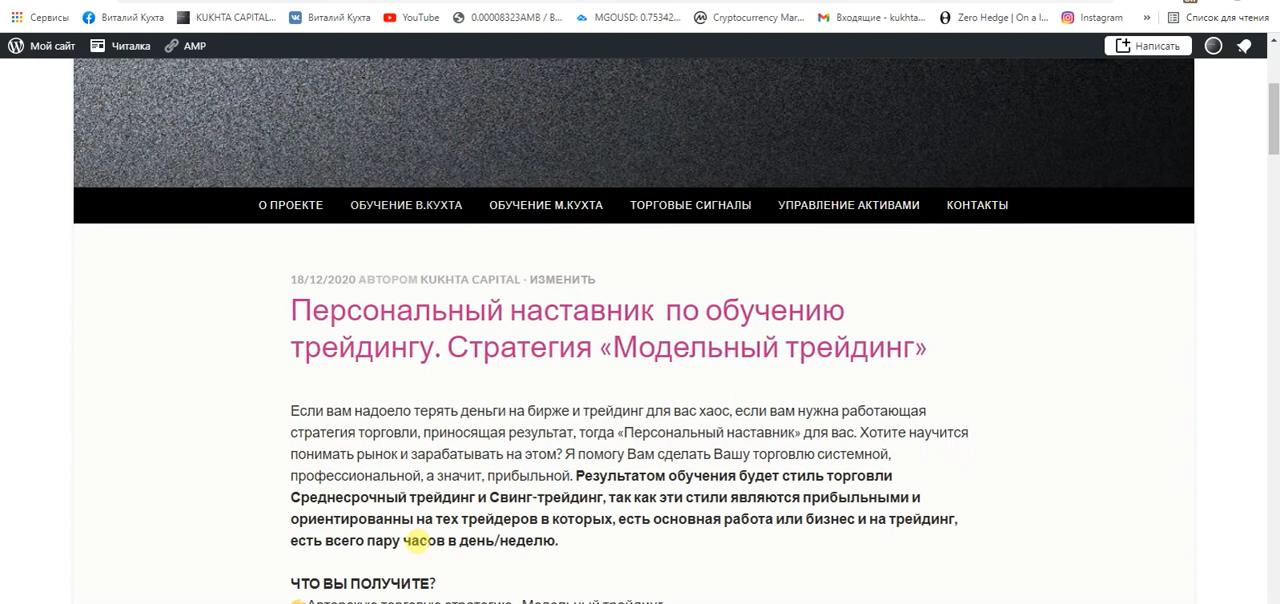 Сервисы Виталий Кухта KUKHTA CAPITAL... Виталий Кухта YouTube 0.00008323AMB / B... MGOUSD: 0.75342... Cryptocurrency Mar... Входящие - kukhta... Zero Hedge | On a l... Instagram » Список для чтения
Мой сайт Читалка AMP Написать
О ПРОЕКТЕ ОБУЧЕНИЕ В.КУХТА ОБУЧЕНИЕ М.КУХТА ТОРГОВЫЕ СИГНАЛЫ УПРАВЛЕНИЕ АКТИВАМИ КОНТАКТЫ
18/12/2020 АВТОРОМ KUKHTA CAPITAL - ИЗМЕНИТЬ
Персональный наставник по обучению
трейдингу. Стратегия «Модельный трейдинг»
Если вам надоело терять деньги на бирже и трейдинг для вас хаос, если вам нужна работающая
стратегия торговли, приносящая результат, тогда «Персональный наставник» для вас. Хотите научится
понимать рынок и зарабатывать на этом? Я помогу Вам сделать Вашу торговлю системной,
профессиональной, а значит, прибыльной. Результатом обучения будет стиль торговли
Среднесрочный трейдинг и Свинг-трейдинг, так как эти стили являются прибыльными и
ориентированны на тех трейдеров в которых, есть основная работа или бизнес и на трейдинг,
есть всего пару часов в день/неделю.
ЧТО ВЫ ПОЛУЧИТЕ?
Авторскую торговую стратегию - Модельный трейдинг